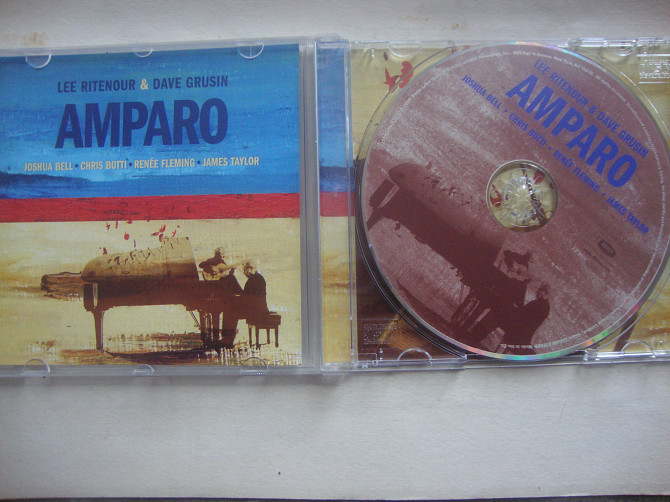 LEE RITENOUR & DAVE GRUSIN
AMPARO
JOSHUA BELL • CHRIS BOTTI • RENÉE FLEMING • JAMES TAYLOR
LEE RITENOUR & DAVE GRUSIN
AMPARO
JOSHUA BELL • CHRIS BOTTI • RENÉE FLEMING • JAMES TAYLOR